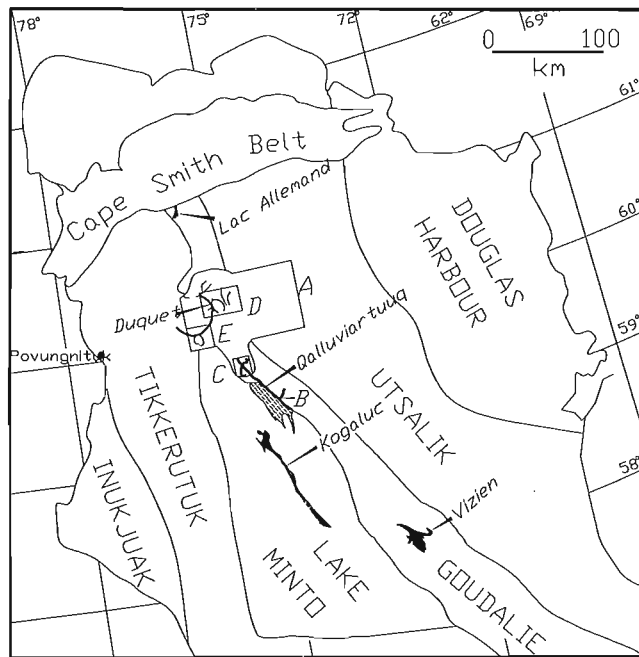 78°
75°
72°
62°
69°
0 100
km
61°
Cape Smith Belt
Lac Allemand
DOUGLAS
HARBOUR
60°
A
D
Duquet
E
59°
Povungnituk
C
Qalluviartuuq
B
TIKKERUTUK
UTSALIK
Kogaluc
58°
INUKJUAK
Vizien
LAKE
MINTO
GOUDALIE